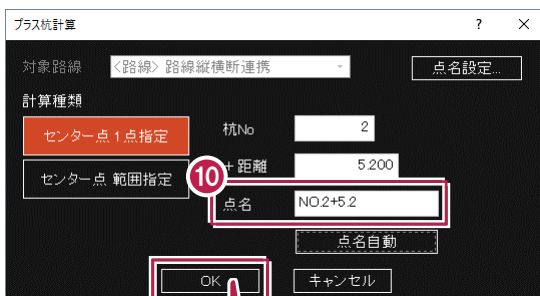 プラス杭計算 ? ×
対象路線 <路線> 路線縦横断連携 点名設定...
計算種類
センター点 1 点指定 杭No 2
センター点 範囲指定 + 距離 5.200
10 点名 NO.2+5.2
点名自動
OK キャンセル